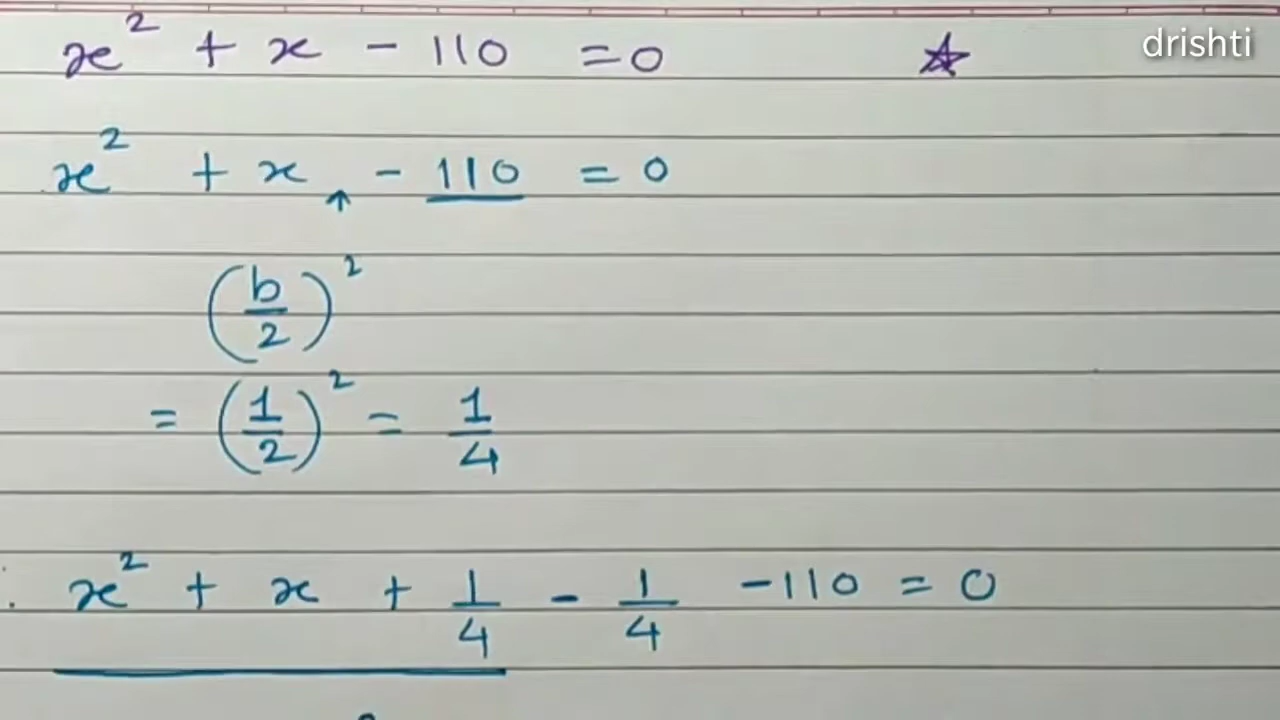 drishti
x² + x - 110 = 0
x² + x - 110 = 0
(b/2)²
= (1/2)² = 1/4
x² + x + 1/4 - 1/4 - 110 = 0